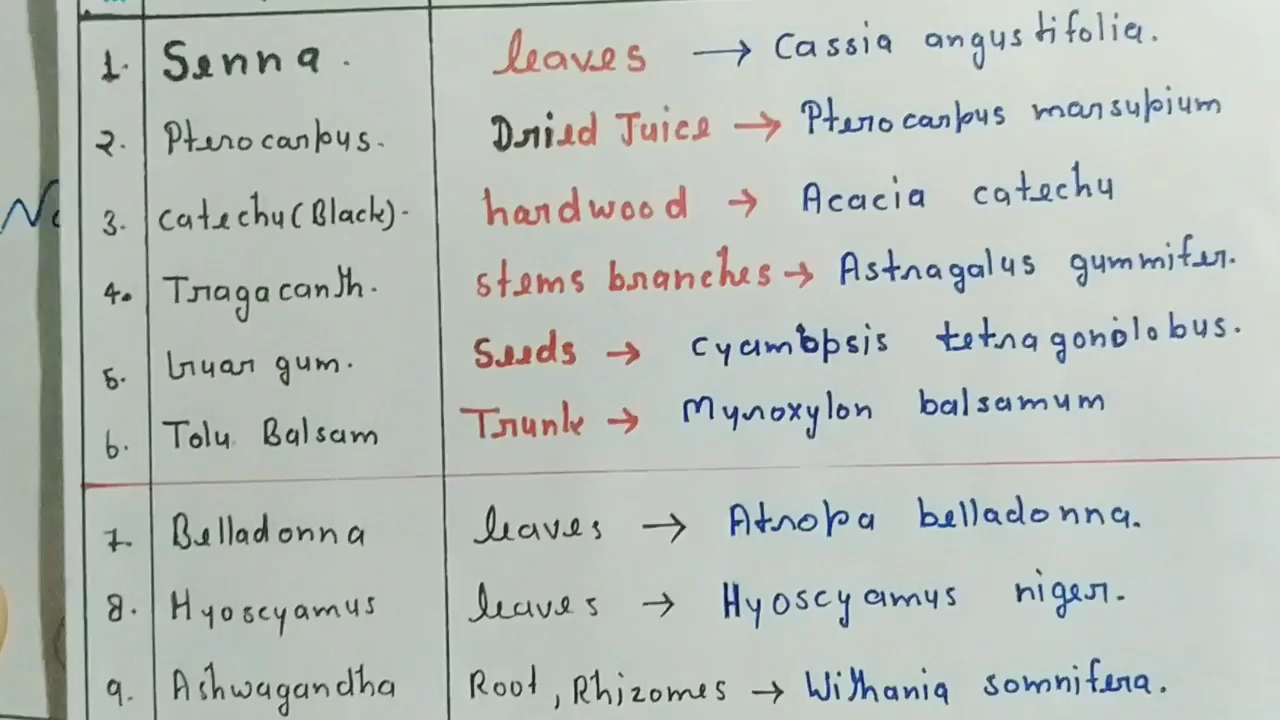 1. Senna. leaves → Cassia angustifolia.
2. Pterocarpus. Dried Juice → Pterocarpus marsupium
3. Catechu (Black). hardwood → Acacia catechu
4. Tragacanth. stems branches → Astragalus gummifer.
5. Guar gum. Seeds → Cyamopsis tetragonolobus.
6. Tolu Balsam Trunk → Myroxylon balsamum
7. Belladonna leaves → Atropa belladonna.
8. Hyoscyamus leaves → Hyoscyamus niger.
9. Ashwagandha Root, Rhizomes → Withania somnifera.